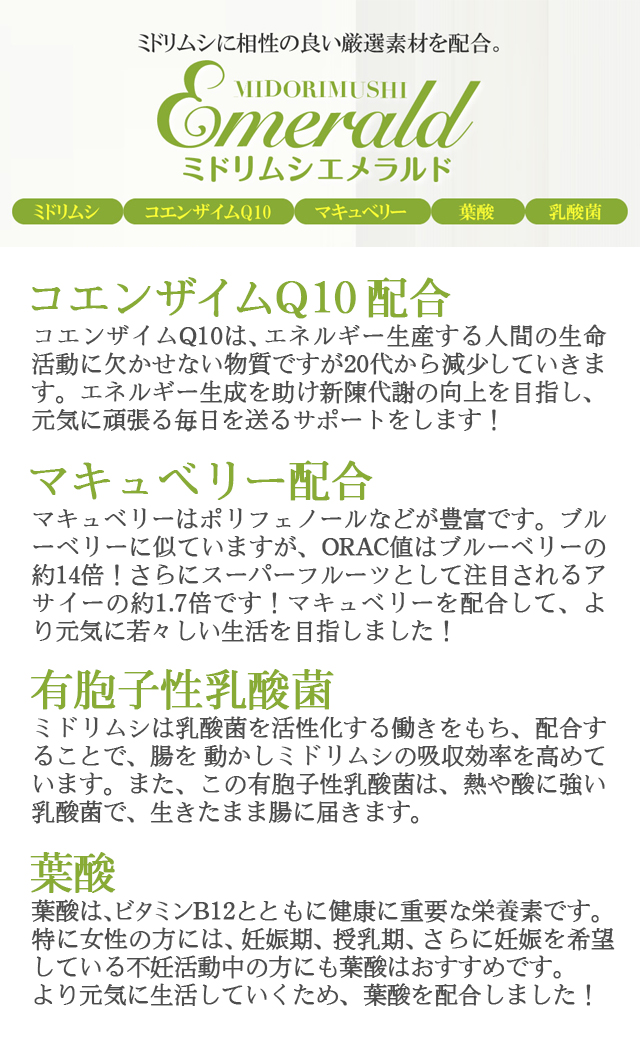 ミドリムシに相性の良い厳選素材を配合。
MIDORIMUSHI
Emerald
ミドリムシエメラルド
ミドリムシ コエンザイムQ10 マキュベリー 葉酸 乳酸菌
コエンザイムQ10 配合
コエンザイムQ10は、エネルギー生産する人間の生命
活動に欠かせない物質ですが20代から減少していきま
す。エネルギー生成を助け新陳代謝の向上を目指し、
元気に頑張る毎日を送るサポートをします！
マキュベリー配合
マキュベリーはポリフェノールなどが豊富です。ブル
ーベリーに似ていますが、ORAC値はブルーベリーの
約14倍！さらにスーパーフルーツとして注目されるア
サイーの約1.7倍です！マキュベリーを配合して、よ
り元気に若々しい生活を目指しました！
有胞子性乳酸菌
ミドリムシは乳酸菌を活性化する働きをもち、配合す
ることで、腸を 動かしミドリムシの吸収効率を高めて
います。また、この有胞子性乳酸菌は、熱や酸に強い
乳酸菌で、生きたまま腸に届きます。
葉酸
葉酸は、ビタミンB12とともに健康に重要な栄養素です。
特に女性の方には、妊娠期、授乳期、さらに妊娠を希望
している不妊活動中の方にも葉酸はおすすめです。
より元気に生活していくため、葉酸を配合しました！